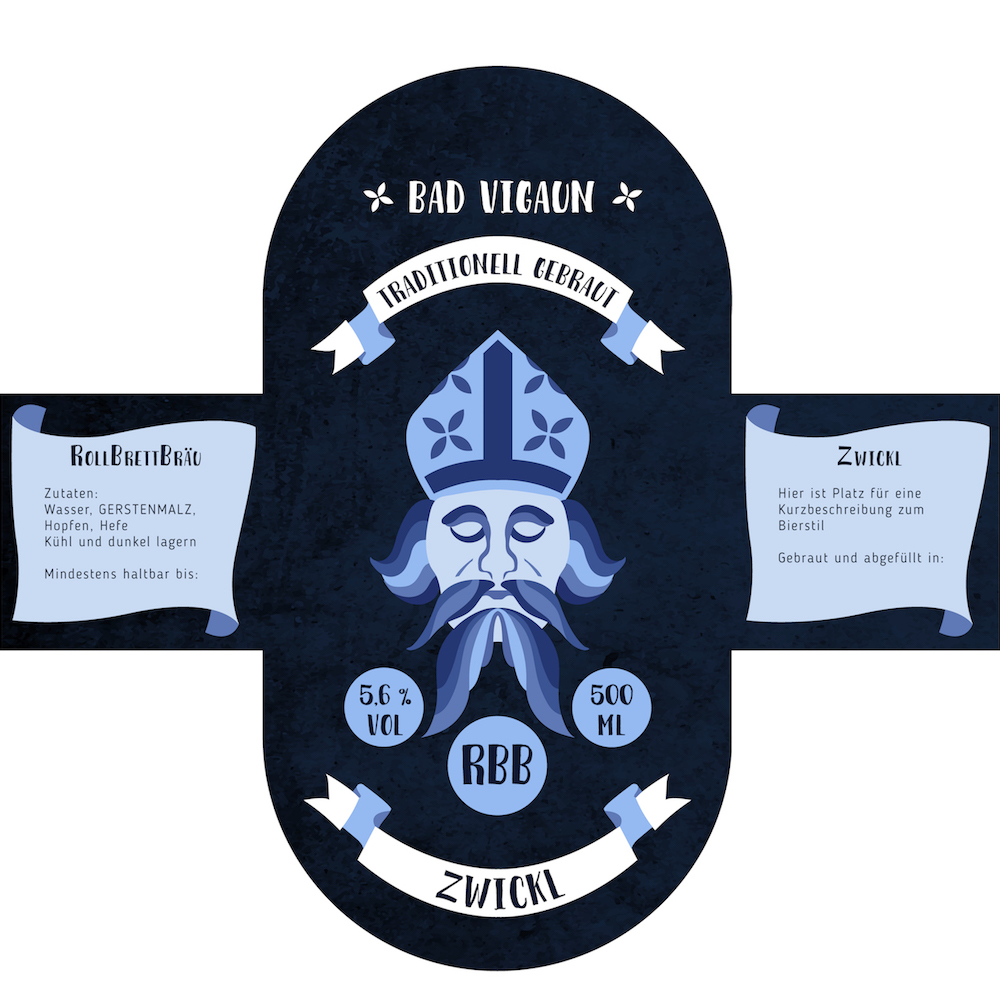 BAD VIGAUN
TRADITIONELL GEBRAUT
RollBrettBräu
Zutaten:
Wasser, GERSTENMALZ,
Hopfen, Hefe
Kühl und dunkel lagern
Mindestens haltbar bis:
Zwickl
Hier ist Platz für eine
Kurzbeschreibung zum
Bierstil
Gebraut und abgefüllt in:
5,6 %
VOL
500
ML
RBB
ZWICKL